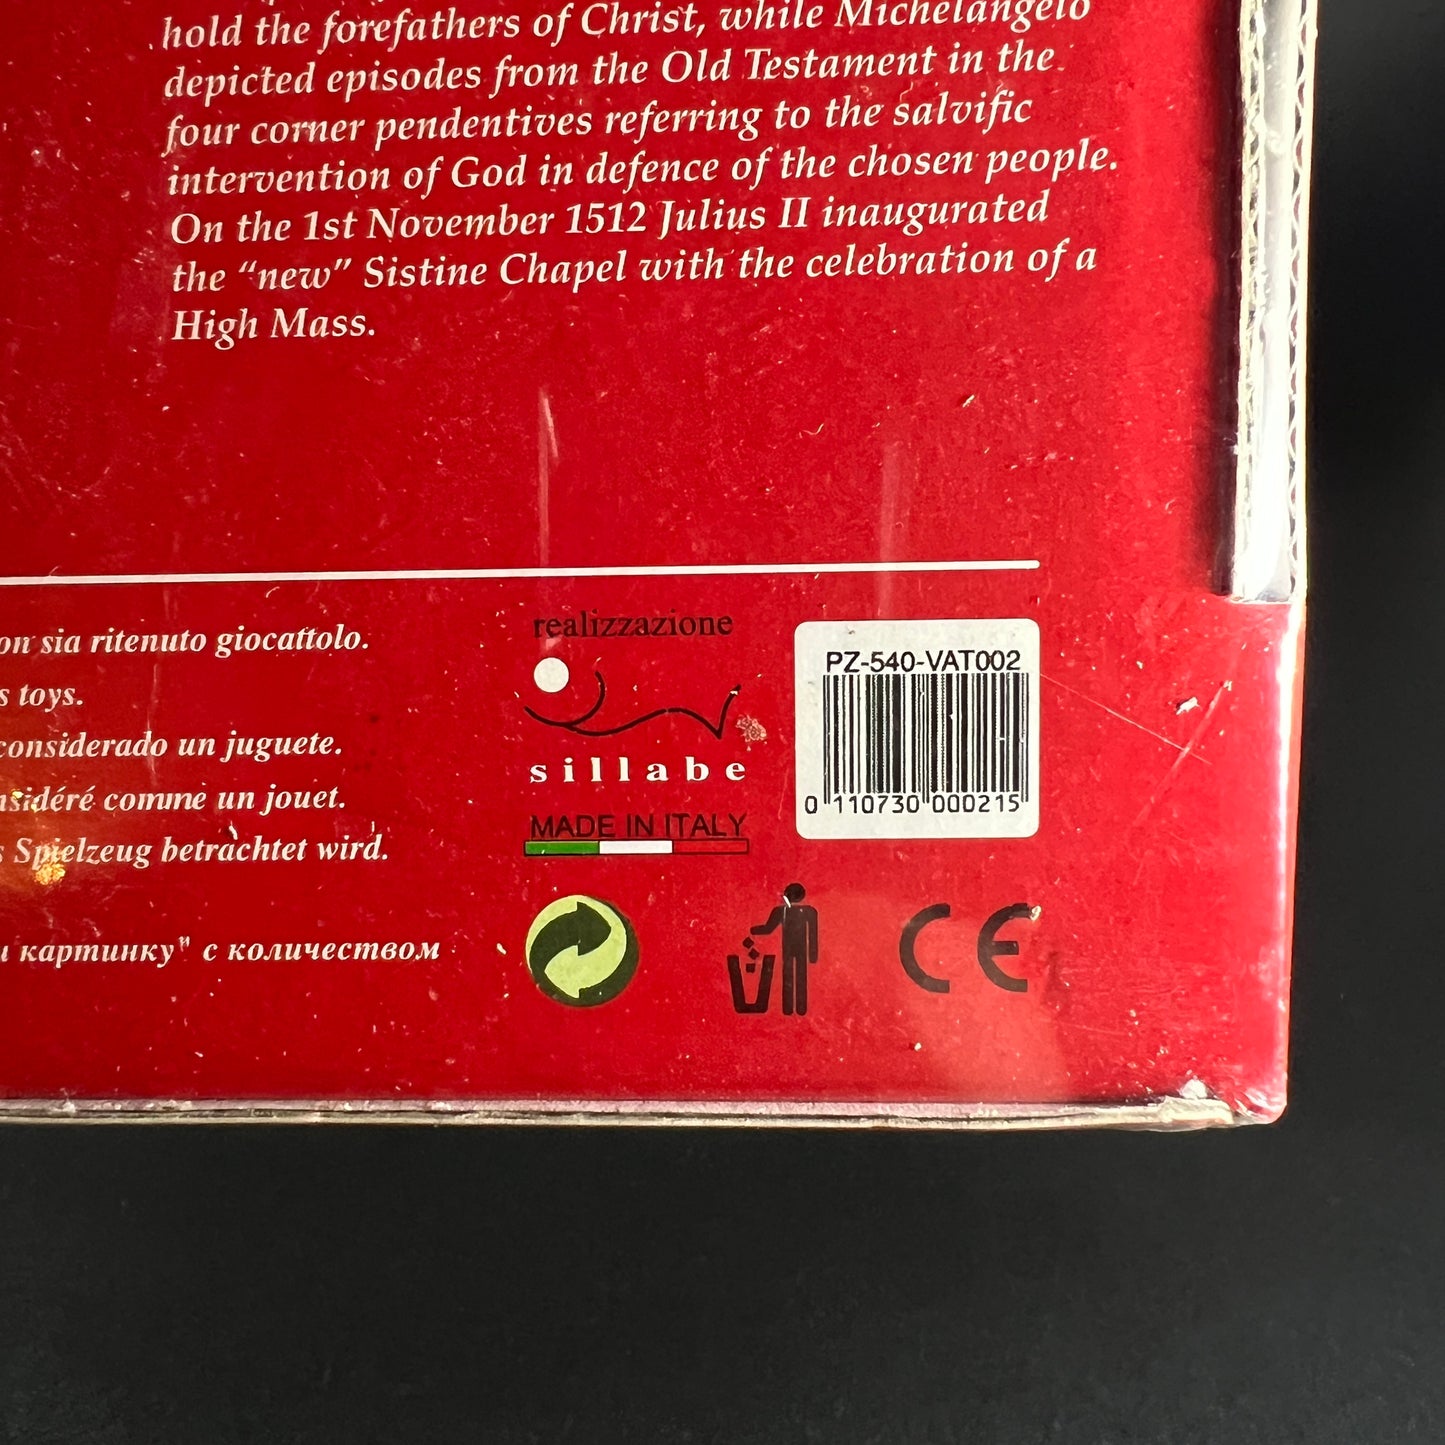 hold the forefathers of Christ, while Michelangelo
depicted episodes from the Old Testament in the
four corner pendentives referring to the salvific
intervention of God in defence of the chosen people.
On the 1st November 1512 Julius II inaugurated
the “new” Sistine Chapel with the celebration of a
High Mass.
on sia ritenuto giocattolo.
s toys.
considerado un juguete.
nsidéré comme un jouet.
s Spielzeug betrachtet wird.
и картинку" с количеством
realizzazione
sillabe
MADE IN ITALY
PZ-540-VAT002
0 110730 000215
CE